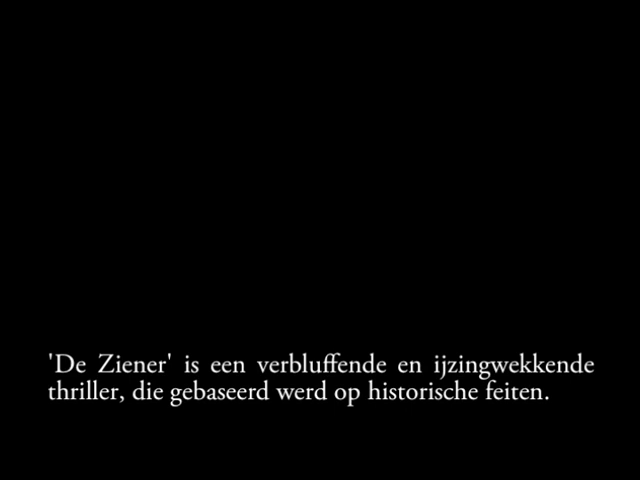 'De Ziener' is een verbluffende en ijzingwekkende
thriller, die gebaseerd werd op historische feiten.